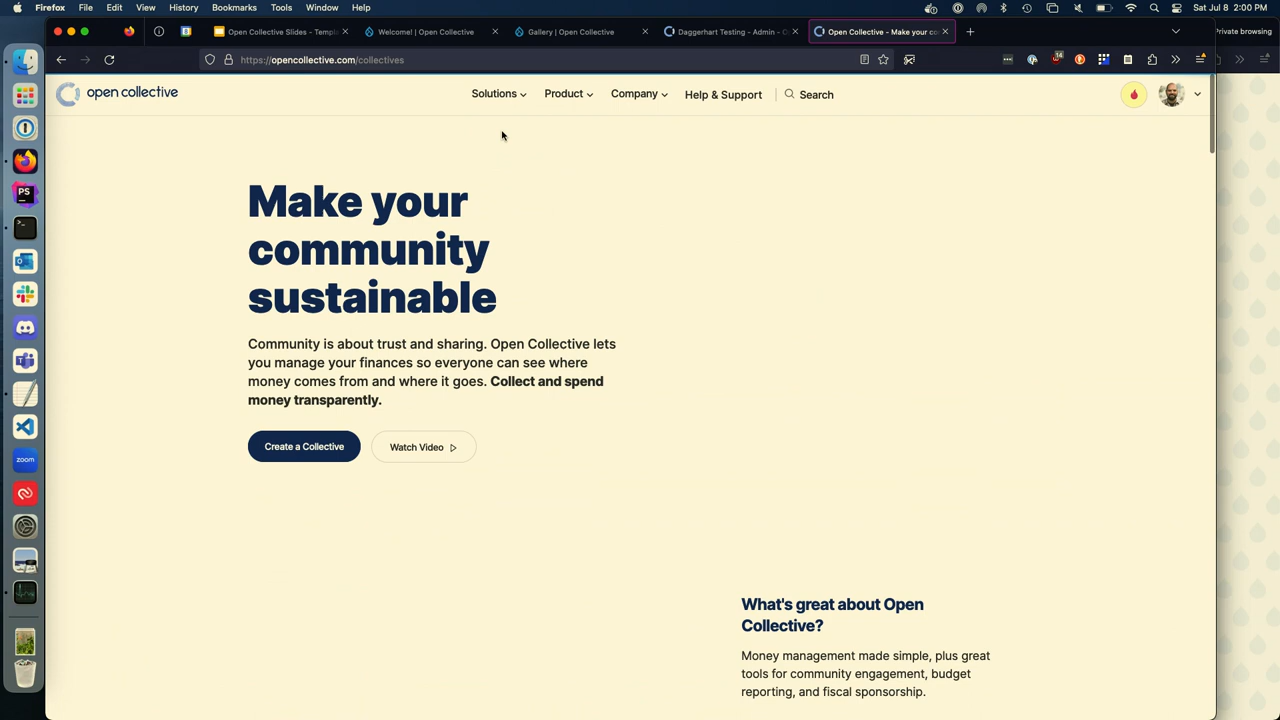 Firefox File Edit View History Bookmarks Tools Window Help Sat Jul 8 2:00 PM
Open Collective Slides - Templa Welcome! | Open Collective Gallery | Open Collective Daggerhart Testing - Admin - O Open Collective - Make your co Private browsing
https://opencollective.com/collectives 14
open collective Solutions Product Company Help & Support Search
Make your
community
sustainable
Community is about trust and sharing. Open Collective lets
you manage your finances so everyone can see where
money comes from and where it goes. Collect and spend
money transparently.
Create a Collective Watch Video
What's great about Open
Collective?
Money management made simple, plus great
tools for community engagement, budget
reporting, and fiscal sponsorship.
PS
zoom